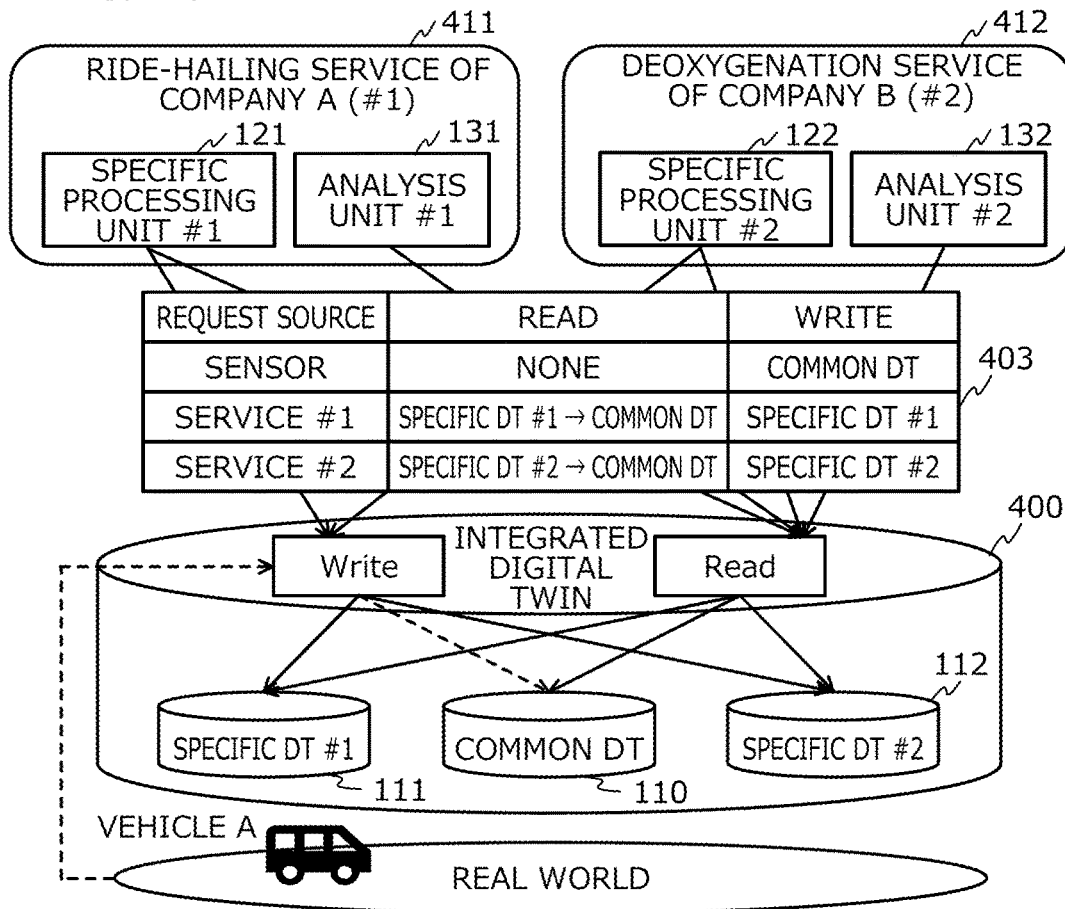 411
412
RIDE-HAILING SERVICE OF
COMPANY A (#1)
DEOXYGENATION SERVICE
OF COMPANY B (#2)
121
131
122
132
SPECIFIC
PROCESSING
UNIT #1
ANALYSIS
UNIT #1
SPECIFIC
PROCESSING
UNIT #2
ANALYSIS
UNIT #2
REQUEST SOURCE READ WRITE
SENSOR NONE COMMON DT
403
SERVICE #1 SPECIFIC DT #1 → COMMON DT SPECIFIC DT #1
SERVICE #2 SPECIFIC DT #2 → COMMON DT SPECIFIC DT #2
400
Write
INTEGRATED
DIGITAL
TWIN
Read
112
SPECIFIC DT #1
COMMON DT
SPECIFIC DT #2
111
110
VEHICLE A
REAL WORLD